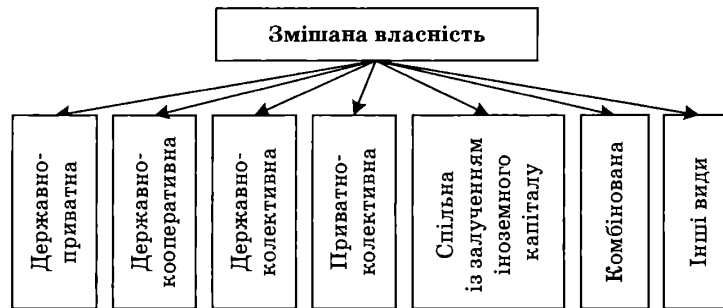 Змішана власність
Державно-
приватна
Державно-
кооперативна
Державно-
колективна
Приватно-
колективна
Спільна
із залученням
іноземного
капіталу
Комбінована
Інші види